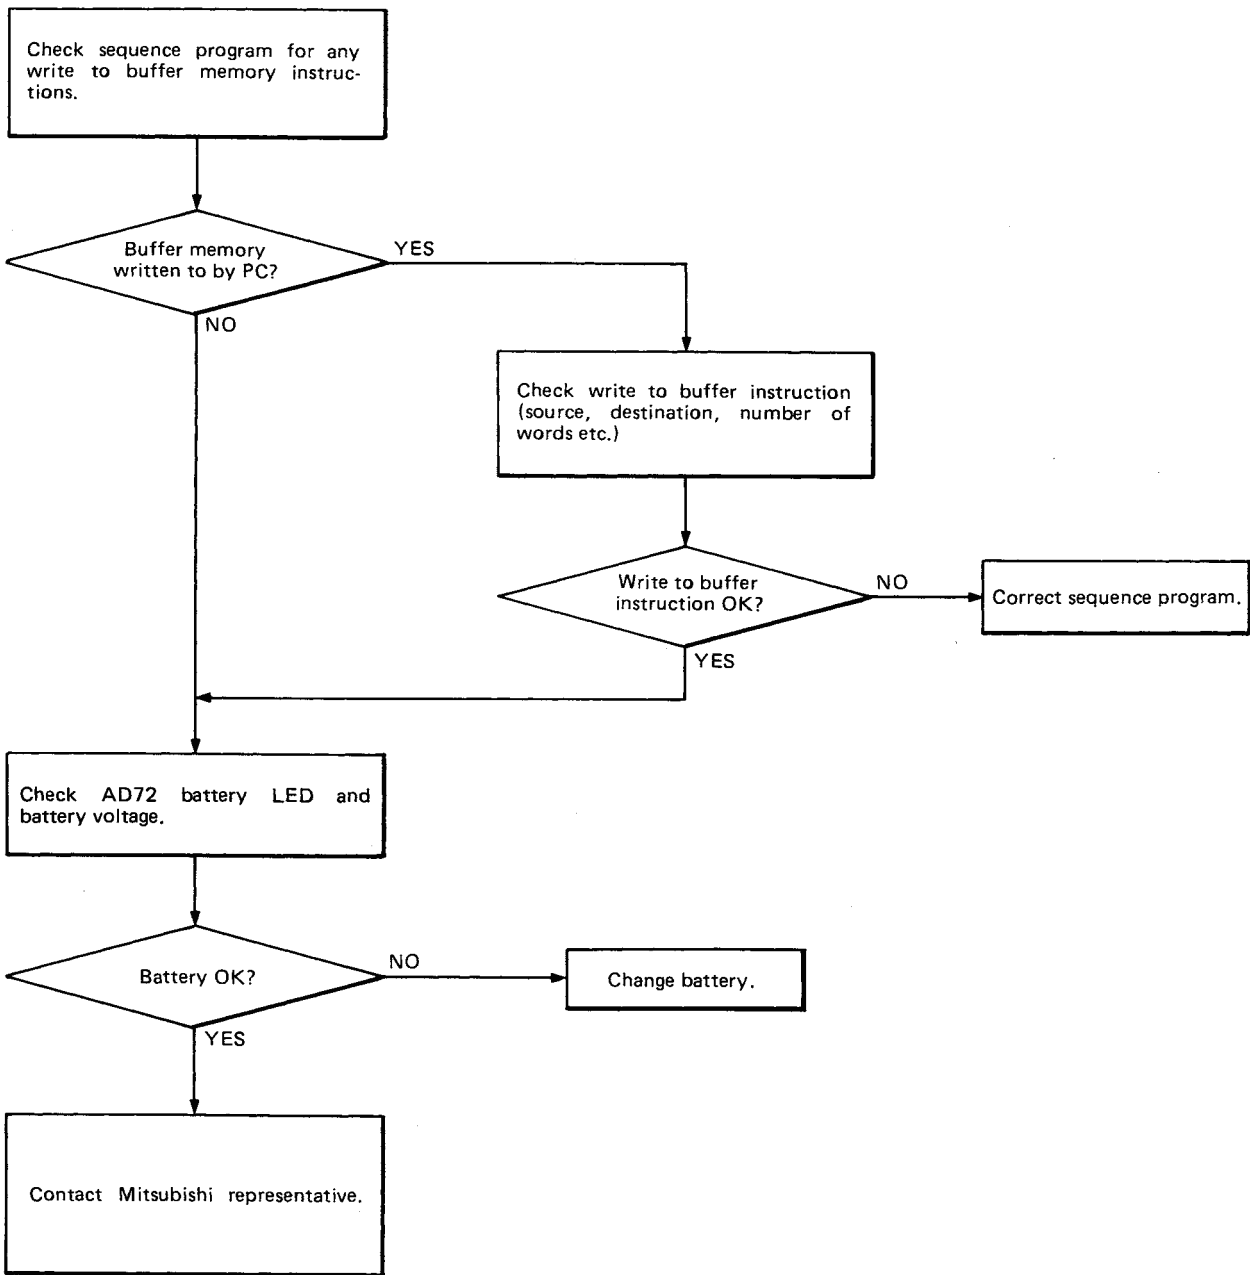 Check sequence program for any
write to buffer memory instruc-
tions.
Buffer memory
written to by PC?
YES
NO
Check write to buffer instruction
(source, destination, number of
words etc.)
Write to buffer
instruction OK?
NO
Correct sequence program.
YES
Check AD72 battery LED and
battery voltage.
Battery OK?
NO
Change battery.
YES
Contact Mitsubishi representative.